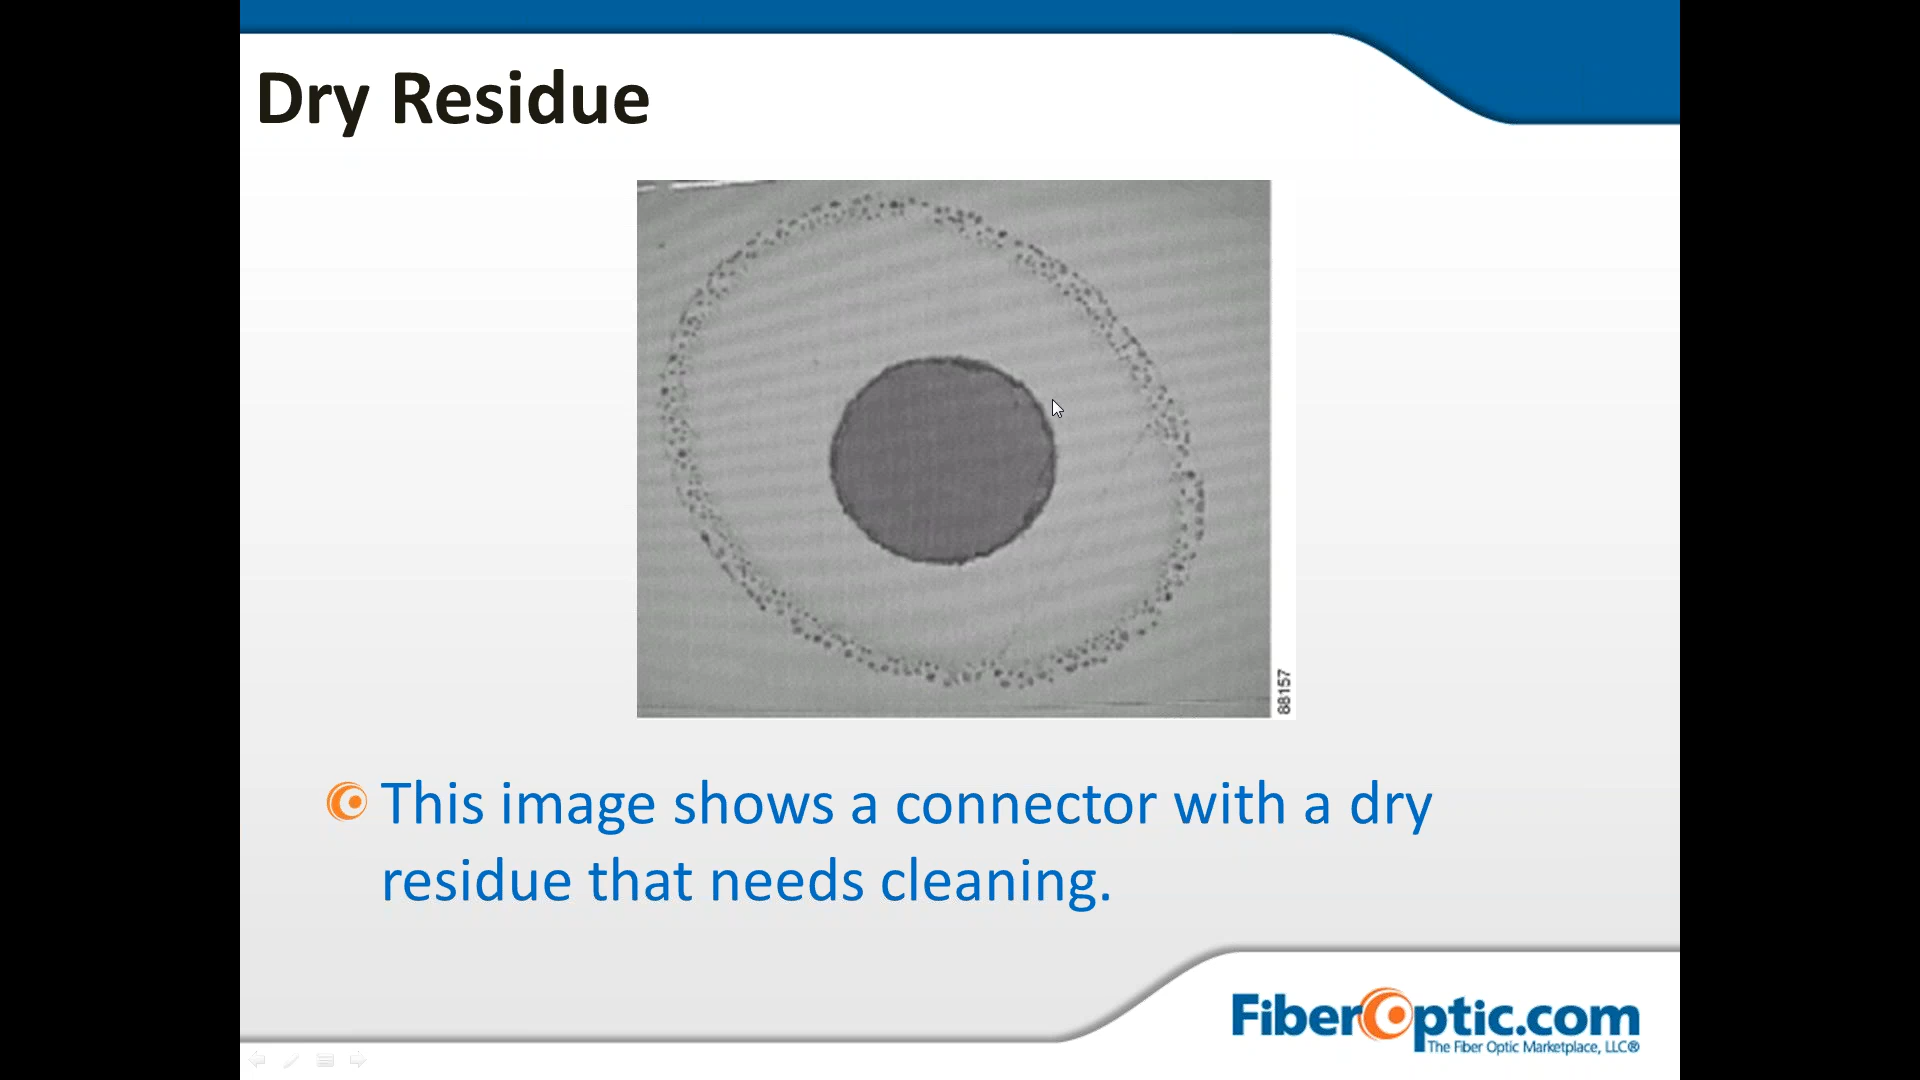 Dry Residue
88157
This image shows a connector with a dry
residue that needs cleaning.
FiberOptic.com
The Fiber Optic Marketplace, LLC®